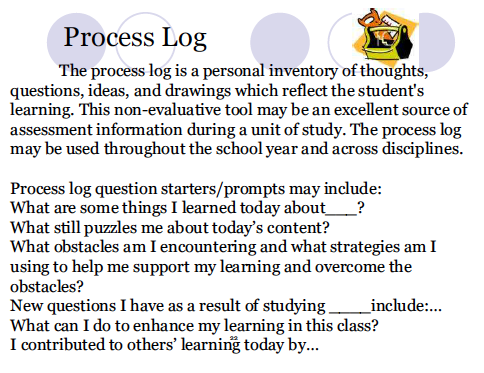 Process Log
The process log is a personal inventory of thoughts,
questions, ideas, and drawings which reflect the student's
learning. This non-evaluative tool may be an excellent source of
assessment information during a unit of study. The process log
may be used throughout the school year and across disciplines.
Process log question starters/prompts may include:
What are some things I learned today about___?
What still puzzles me about today’s content?
What obstacles am I encountering and what strategies am I
using to help me support my learning and overcome the
obstacles?
New questions I have as a result of studying ____include:…
What can I do to enhance my learning in this class?
I contributed to others’ learning today by…